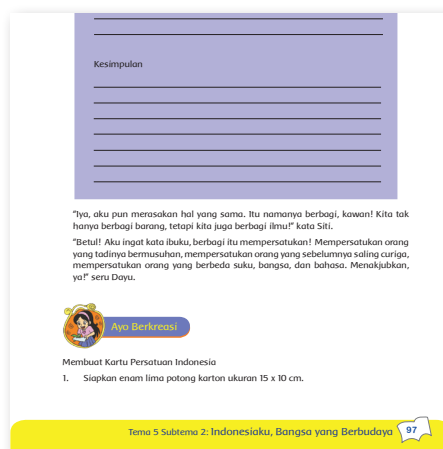 Kesimpulan
"Iya, aku pun merasakan hal yang sama. Itu namanya berbagi, kawan! Kita tak
hanya berbagi barang, tetapi kita juga berbagi ilmu!" kata Siti.
"Betul! Aku ingat kata ibuku, berbagi itu mempersatukan! Mempersatukan orang
yang tadinya bermusuhan, mempersatukan orang yang sebelumnya saling curiga,
mempersatukan orang yang berbeda suku, bangsa, dan bahasa. Menakjubkan,
ya!" seru Dayu.
Ayo Berkreasi
Membuat Kartu Persatuan Indonesia
1. Siapkan enam lima potong karton ukuran 15 x 10 cm.
Tema 5 Subtema 2: Indonesiaku, Bangsa yang Berbudaya 97